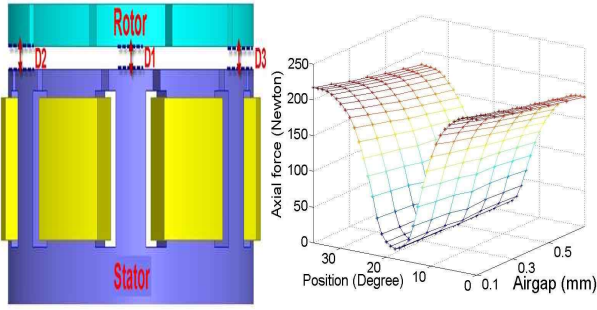 Rotor
D2
D1
D3
Stator
Axial force (Newton)
250
200
150
100
50
0
30
20
10
0
Position (Degree)
0.1
0.3
0.5
Airgap (mm)